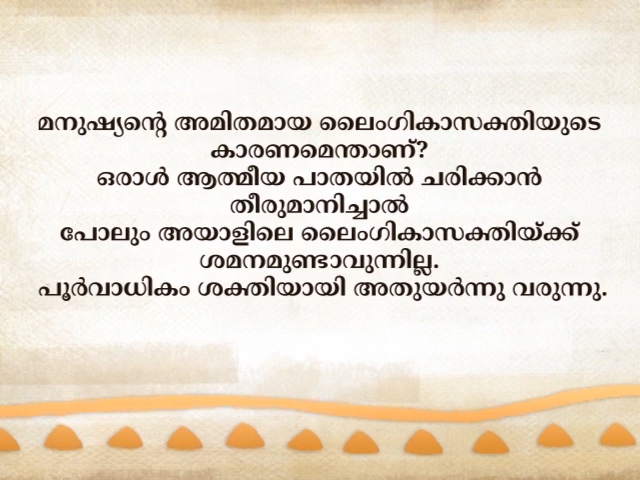 മനുഷ്യന്റെ അമിതമായ ലൈംഗികാസക്തിയുടെ
കാരണമെന്താണ്?
ഒരാൾ ആത്മീയ പാതയിൽ ചരിക്കാൻ
തീരുമാനിച്ചാൽ
പോലും അയാളിലെ ലൈംഗികാസക്തിയ്ക്ക്
ശമനമുണ്ടാവുന്നില്ല.
പൂർവാധികം ശക്തിയായി അതുയർന്നു വരുന്നു.